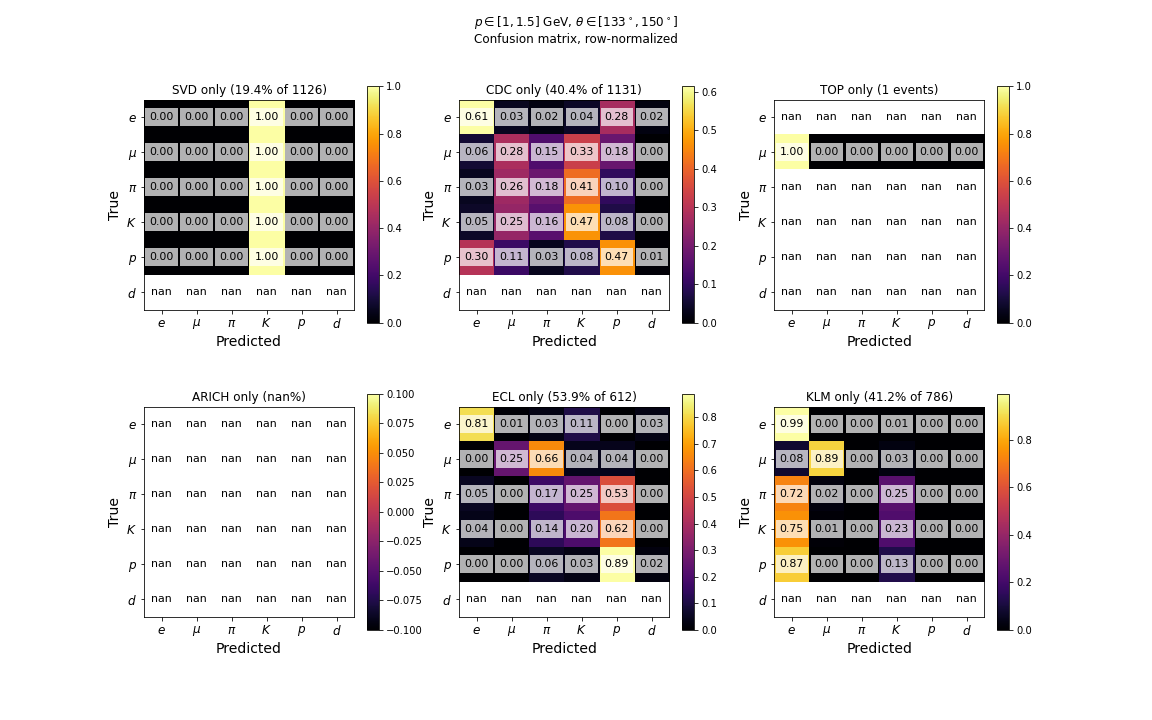 p ∈ [1, 1.5] GeV, θ ∈ [133°, 150°]
Confusion matrix, row-normalized
SVD only (19.4% of 1126)
True
e 0.00 0.00 0.00 1.00 0.00 0.00
μ 0.00 0.00 0.00 1.00 0.00 0.00
π 0.00 0.00 0.00 1.00 0.00 0.00
K 0.00 0.00 0.00 1.00 0.00 0.00
p 0.00 0.00 0.00 1.00 0.00 0.00
d nan nan nan nan nan nan
e μ π K p d
Predicted
1.0
0.8
0.6
0.4
0.2
0.0
CDC only (40.4% of 1131)
True
e 0.61 0.03 0.02 0.04 0.28 0.02
μ 0.06 0.28 0.15 0.33 0.18 0.00
π 0.03 0.26 0.18 0.41 0.10 0.00
K 0.05 0.25 0.16 0.47 0.08 0.00
p 0.30 0.11 0.03 0.08 0.47 0.01
d nan nan nan nan nan nan
e μ π K p d
Predicted
0.6
0.5
0.4
0.3
0.2
0.1
0.0
TOP only (1 events)
True
e nan nan nan nan nan nan
μ 1.00 0.00 0.00 0.00 0.00 0.00
π nan nan nan nan nan nan
K nan nan nan nan nan nan
p nan nan nan nan nan nan
d nan nan nan nan nan nan
e μ π K p d
Predicted
1.0
0.8
0.6
0.4
0.2
0.0
ARICH only (nan%)
True
e nan nan nan nan nan nan
μ nan nan nan nan nan nan
π nan nan nan nan nan nan
K nan nan nan nan nan nan
p nan nan nan nan nan nan
d nan nan nan nan nan nan
e μ π K p d
Predicted
0.100
0.075
0.050
0.025
0.000
−0.025
−0.050
−0.075
−0.100
ECL only (53.9% of 612)
True
e 0.81 0.01 0.03 0.11 0.00 0.03
μ 0.00 0.25 0.66 0.04 0.04 0.00
π 0.05 0.00 0.17 0.25 0.53 0.00
K 0.04 0.00 0.14 0.20 0.62 0.00
p 0.00 0.00 0.06 0.03 0.89 0.02
d nan nan nan nan nan nan
e μ π K p d
Predicted
0.8
0.7
0.6
0.5
0.4
0.3
0.2
0.1
0.0
KLM only (41.2% of 786)
True
e 0.99 0.00 0.00 0.01 0.00 0.00
μ 0.08 0.89 0.00 0.03 0.00 0.00
π 0.72 0.02 0.00 0.25 0.00 0.00
K 0.75 0.01 0.00 0.23 0.00 0.00
p 0.87 0.00 0.00 0.13 0.00 0.00
d nan nan nan nan nan nan
e μ π K p d
Predicted
0.8
0.6
0.4
0.2
0.0